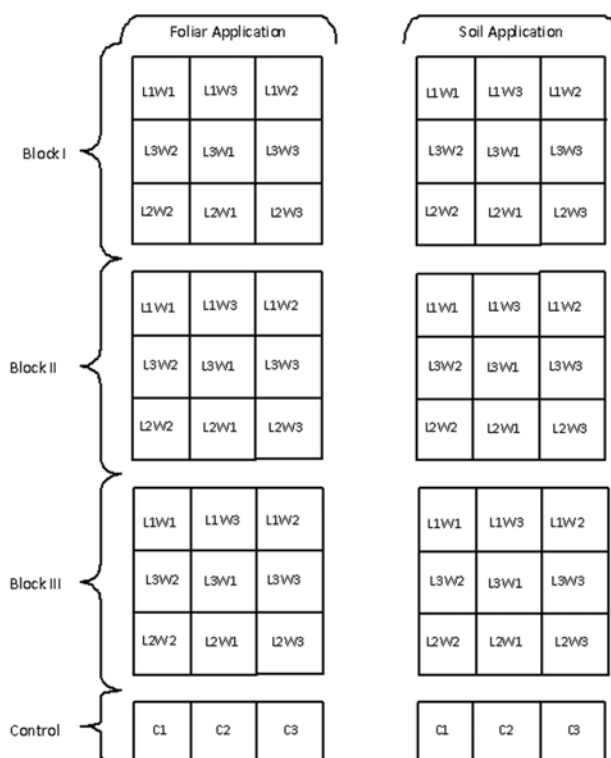 Foliar Application Soil Application
L1W1 L1W3 L1W2 L1W1 L1W3 L1W2
Block I L3W2 L3W1 L3W3 L3W2 L3W1 L3W3
L2W2 L2W1 L2W3 L2W2 L2W1 L2W3
L1W1 L1W3 L1W2 L1W1 L1W3 L1W2
Block II L3W2 L3W1 L3W3 L3W2 L3W1 L3W3
L2W2 L2W1 L2W3 L2W2 L2W1 L2W3
L1W1 L1W3 L1W2 L1W1 L1W3 L1W2
Block III L3W2 L3W1 L3W3 L3W2 L3W1 L3W3
L2W2 L2W1 L2W3 L2W2 L2W1 L2W3
Control C1 C2 C3 C1 C2 C3